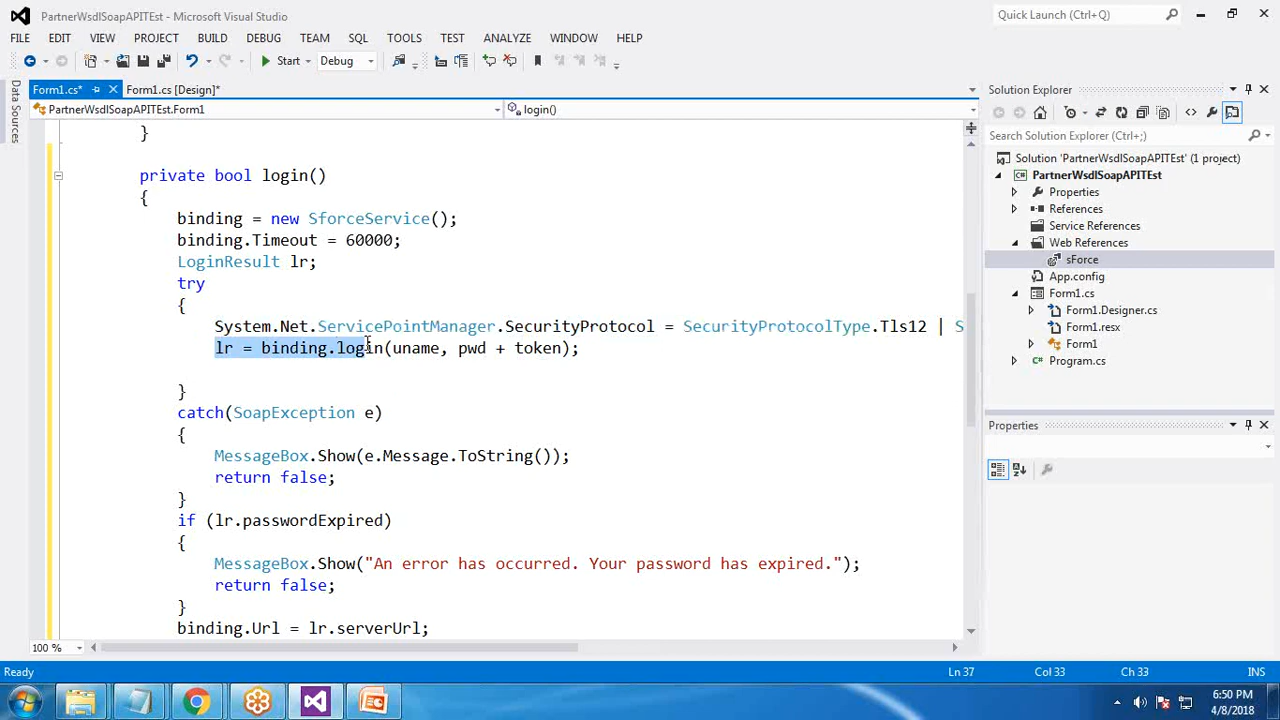 PartnerWsdlSoapAPITEst - Microsoft Visual Studio
Quick Launch (Ctrl+Q)
FILE EDIT VIEW PROJECT BUILD DEBUG TEAM SQL TOOLS TEST ANALYZE WINDOW HELP
Start Debug
Data Sources
Form1.cs* Form1.cs [Design]*
PartnerWsdlSoapAPITEst.Form1 login()
}
private bool login()
{
binding = new SforceService();
binding.Timeout = 60000;
LoginResult lr;
try
{
System.Net.ServicePointManager.SecurityProtocol = SecurityProtocolType.Tls12 | S
lr = binding.login(uname, pwd + token);
}
catch(SoapException e)
{
MessageBox.Show(e.Message.ToString());
return false;
}
if (lr.passwordExpired)
{
MessageBox.Show("An error has occurred. Your password has expired.");
return false;
}
binding.Url = lr.serverUrl;
100 %
Solution Explorer
Search Solution Explorer (Ctrl+;)
Solution 'PartnerWsdlSoapAPITEst' (1 project)
PartnerWsdlSoapAPITEst
Properties
References
Service References
Web References
sForce
App.config
Form1.cs
Form1.Designer.cs
Form1.resx
Form1
Program.cs
Properties
Ready Ln 37 Col 33 Ch 33 INS
6:50 PM
4/8/2018